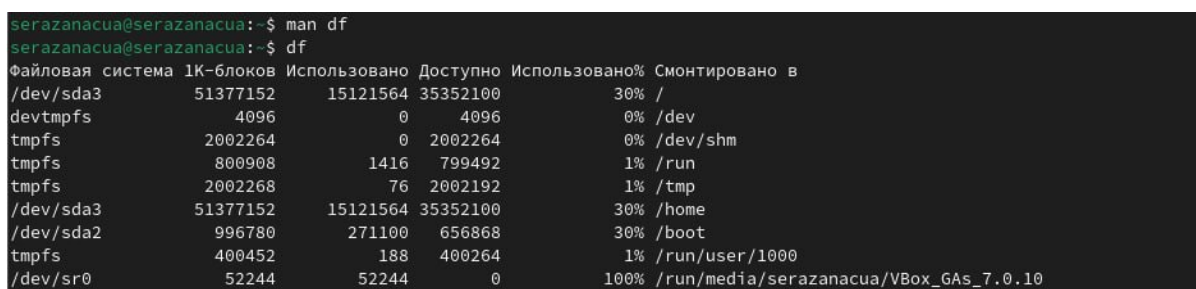 serazanacua@serazanacua:~$ man df
serazanacua@serazanacua:~$ df
Файловая система 1K-блоков Использовано Доступно Использовано% Смонтировано в
/dev/sda3 51377152 15121564 35352100 30% /
devtmpfs 4096 0 4096 0% /dev
tmpfs 2002264 0 2002264 0% /dev/shm
tmpfs 800908 1416 799492 1% /run
tmpfs 2002268 76 2002192 1% /tmp
/dev/sda3 51377152 15121564 35352100 30% /home
/dev/sda2 996780 271100 656868 30% /boot
tmpfs 400452 188 400264 1% /run/user/1000
/dev/sr0 52244 52244 0 100% /run/media/serazanacua/VBox_GAs_7.0.10